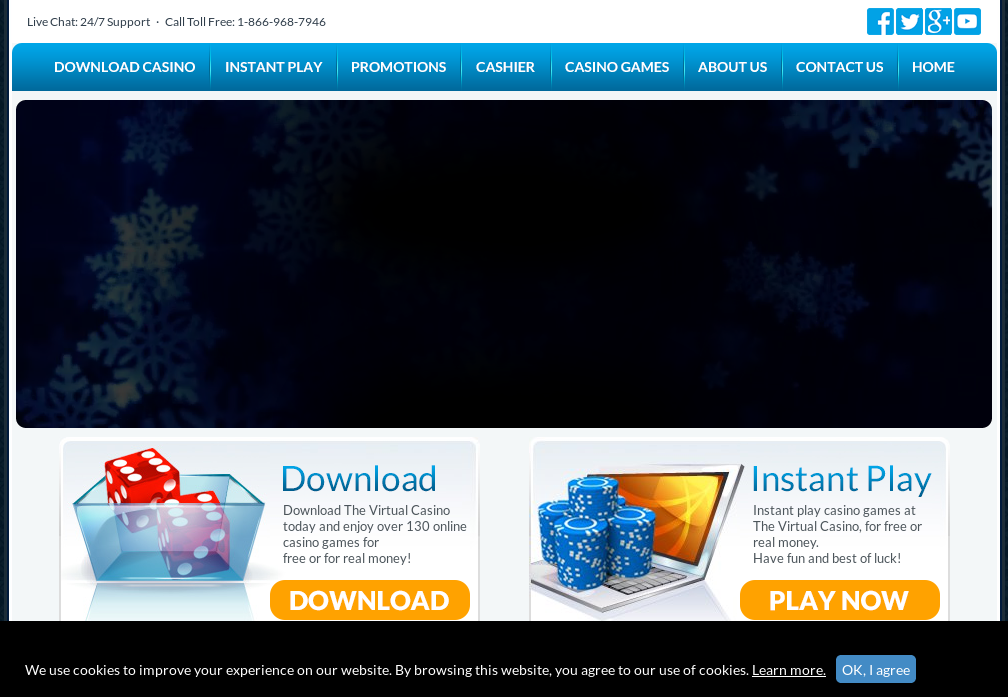 Live Chat: 24/7 Support · Call Toll Free: 1-866-968-7946
DOWNLOAD CASINO INSTANT PLAY PROMOTIONS CASHIER CASINO GAMES ABOUT US CONTACT US HOME
Download
Download The Virtual Casino
today and enjoy over 130 online
casino games for
free or for real money!
DOWNLOAD
Instant Play
Instant play casino games at
The Virtual Casino, for free or
real money.
Have fun and best of luck!
PLAY NOW
We use cookies to improve your experience on our website. By browsing this website, you agree to our use of cookies. Learn more. OK, I agree